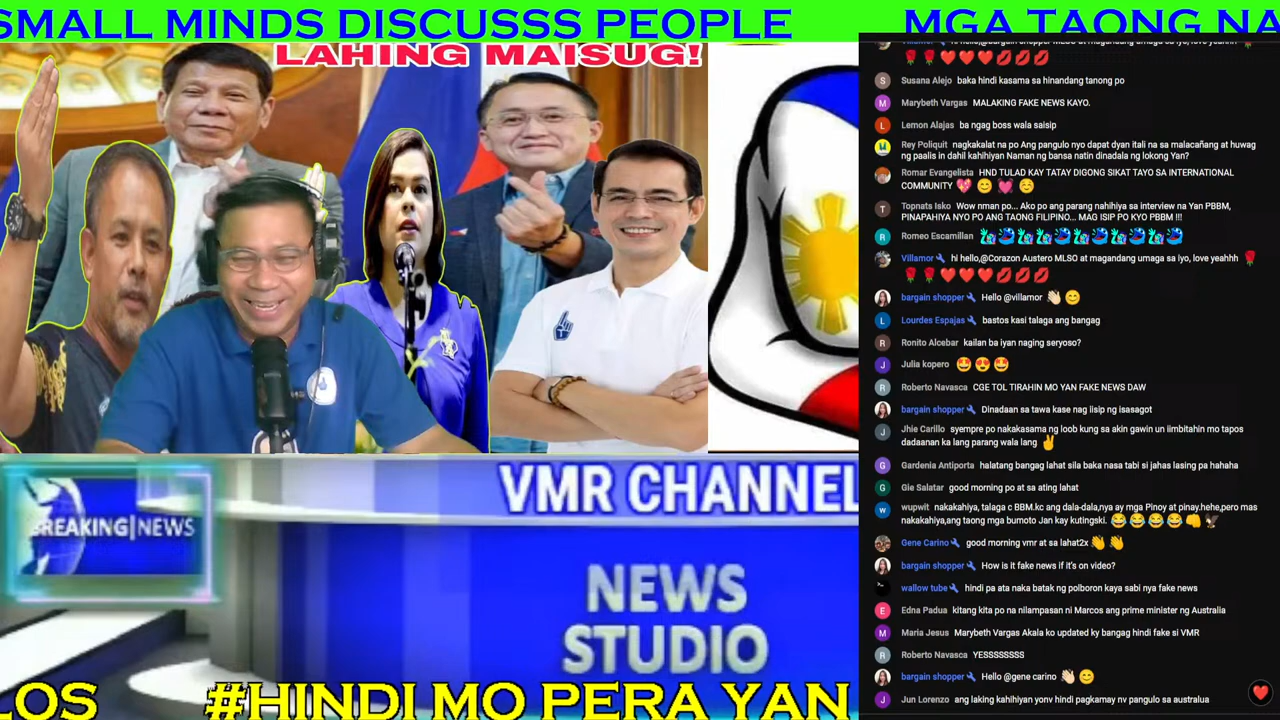 SMALL MINDS DISCUSSS PEOPLE
MGA TAONG NA
LAHING MAISUG!
Villamor hi hello,@bargain shopper MLSO at magandang umaga sa iyo, love yeahhh 🌹
🌹🌹❤️❤️❤️💋💋💋
Susana Alejo baka hindi kasama sa hinandang tanong po
Marybeth Vargas MALAKING FAKE NEWS KAYO.
Lemon Alajas ba ngag boss wala saisip
Rey Poliquit nagkakalat na po Ang pangulo nyo dapat dyan itali na sa malacañang at huwag
ng paalis in dahil kahihiyan Naman ng bansa natin dinadala ng lokong Yan?
Romar Evangelista HND TULAD KAY TATAY DIGONG SIKAT TAYO SA INTERNATIONAL
COMMUNITY 💖😊💓☺️
Topnats Isko Wow nman po... Ako po ang parang nahihiya sa interview na Yan PBBM,
PINAPAHIYA NYO PO ANG TAONG FILIPINO... MAG ISIP PO KYO PBBM !!!
Romeo Escamillan
Villamor hi hello,@Corazon Austero MLSO at magandang umaga sa iyo, love yeahhh 🌹
🌹🌹❤️❤️❤️💋💋💋
bargain shopper Hello @villamor 👋🏻😊
Lourdes Espajas bastos kasi talaga ang bangag
Ronito Alcebar kailan ba iyan naging seryoso?
Julia kopero 🤩😍🤩
Roberto Navasca CGE TOL TIRAHIN MO YAN FAKE NEWS DAW
bargain shopper Dinadaan sa tawa kase nag iisip ng isasagot
Jhie Carillo syempre po nakakasama ng loob kung sa akin gawin un iimbitahin mo tapos
dadaanan ka lang parang wala lang ✌️
Gardenia Antiporta halatang bangag lahat sila baka nasa tabi si jahas lasing pa hahaha
Gie Salatar good morning po at sa ating lahat
wupwit nakakahiya, talaga c BBM.kc ang dala-dala,nya ay mga Pinoy at pinay.hehe,pero mas
nakakahiya,ang taong mga bumoto Jan kay kutingski. 😂😂😂😂👊🦅
Gene Carino good morning vmr at sa lahat2x 👋👋
bargain shopper How is it fake news if it's on video?
wallow tube hindi pa ata naka batak ng polboron kaya sabi nya fake news
Edna Padua kitang kita po na nilampasan ni Marcos ang prime minister ng Australia
Maria Jesus Marybeth Vargas Akala ko updated ky bangag hindi fake si VMR
Roberto Navasca YESSSSSSSS
bargain shopper Hello @gene carino 👋🏻😊
Jun Lorenzo ang laking kahihiyan yonv hindi pagkamay nv pangulo sa australua
VMR CHANNEL
BREAKING|NEWS
NEWS
STUDIO
LOS
#HINDI MO PERA YAN